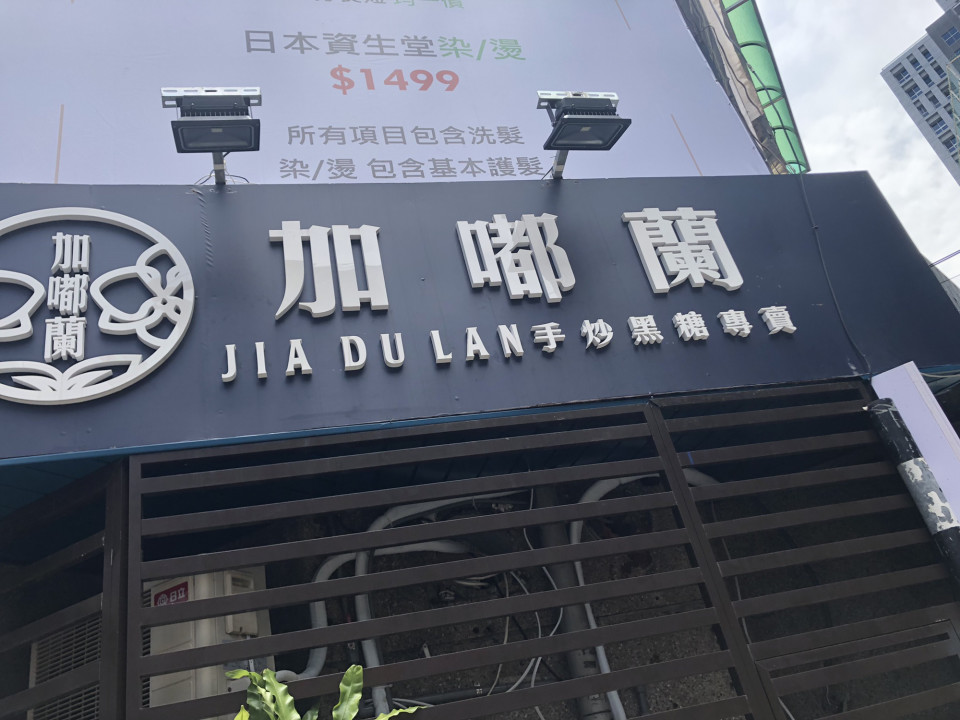 日本資生堂染/燙
$1499
所有項目包含洗髮
染/燙 包含基本護髮
加嘟蘭
加嘟蘭
JIA DU LAN手炒黑糖專賣
日立